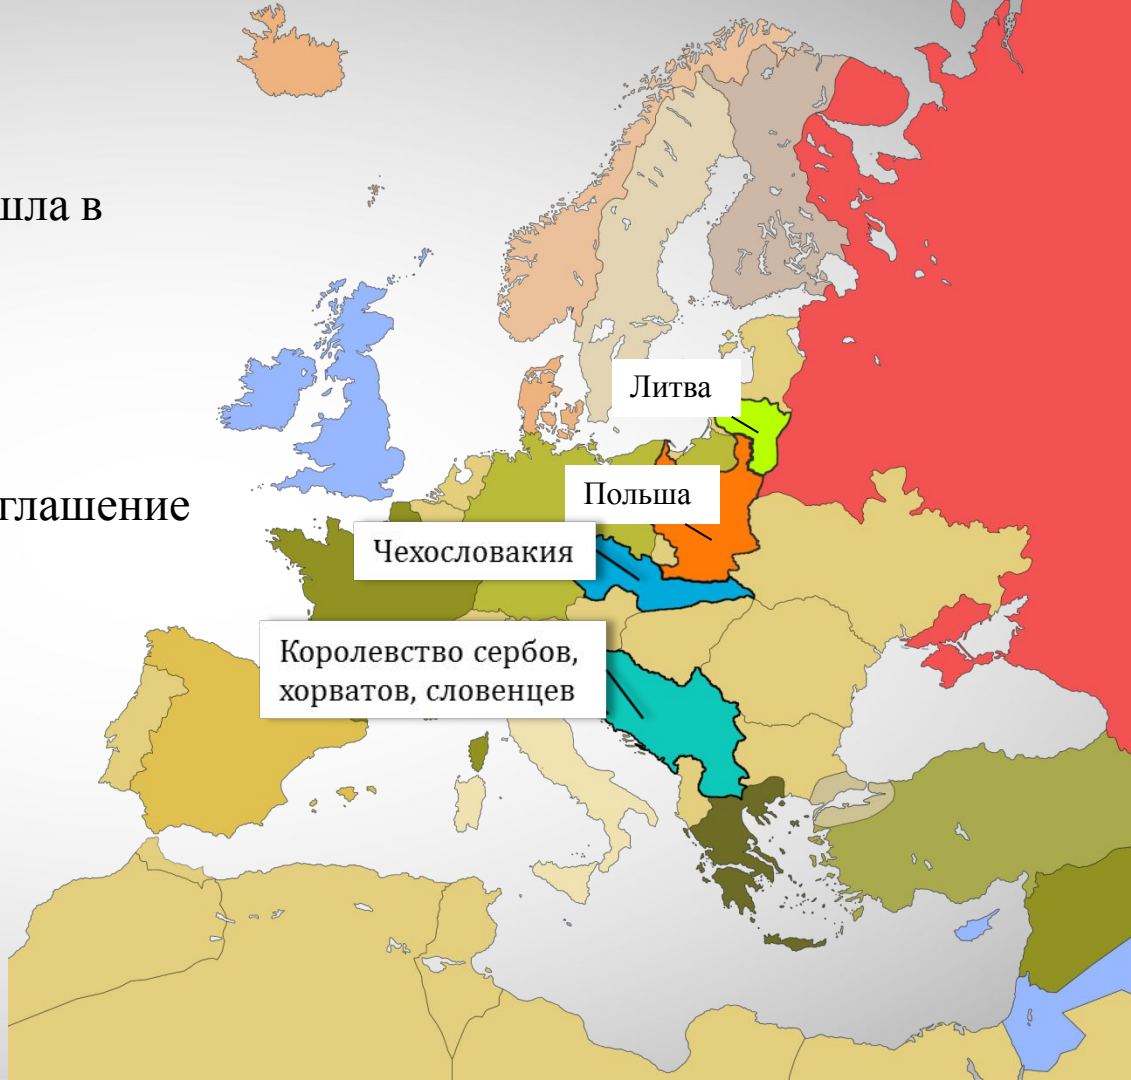 шла в
Литва
Польша
глашение
Чехословакия
Королевство сербов,
хорватов, словенцев